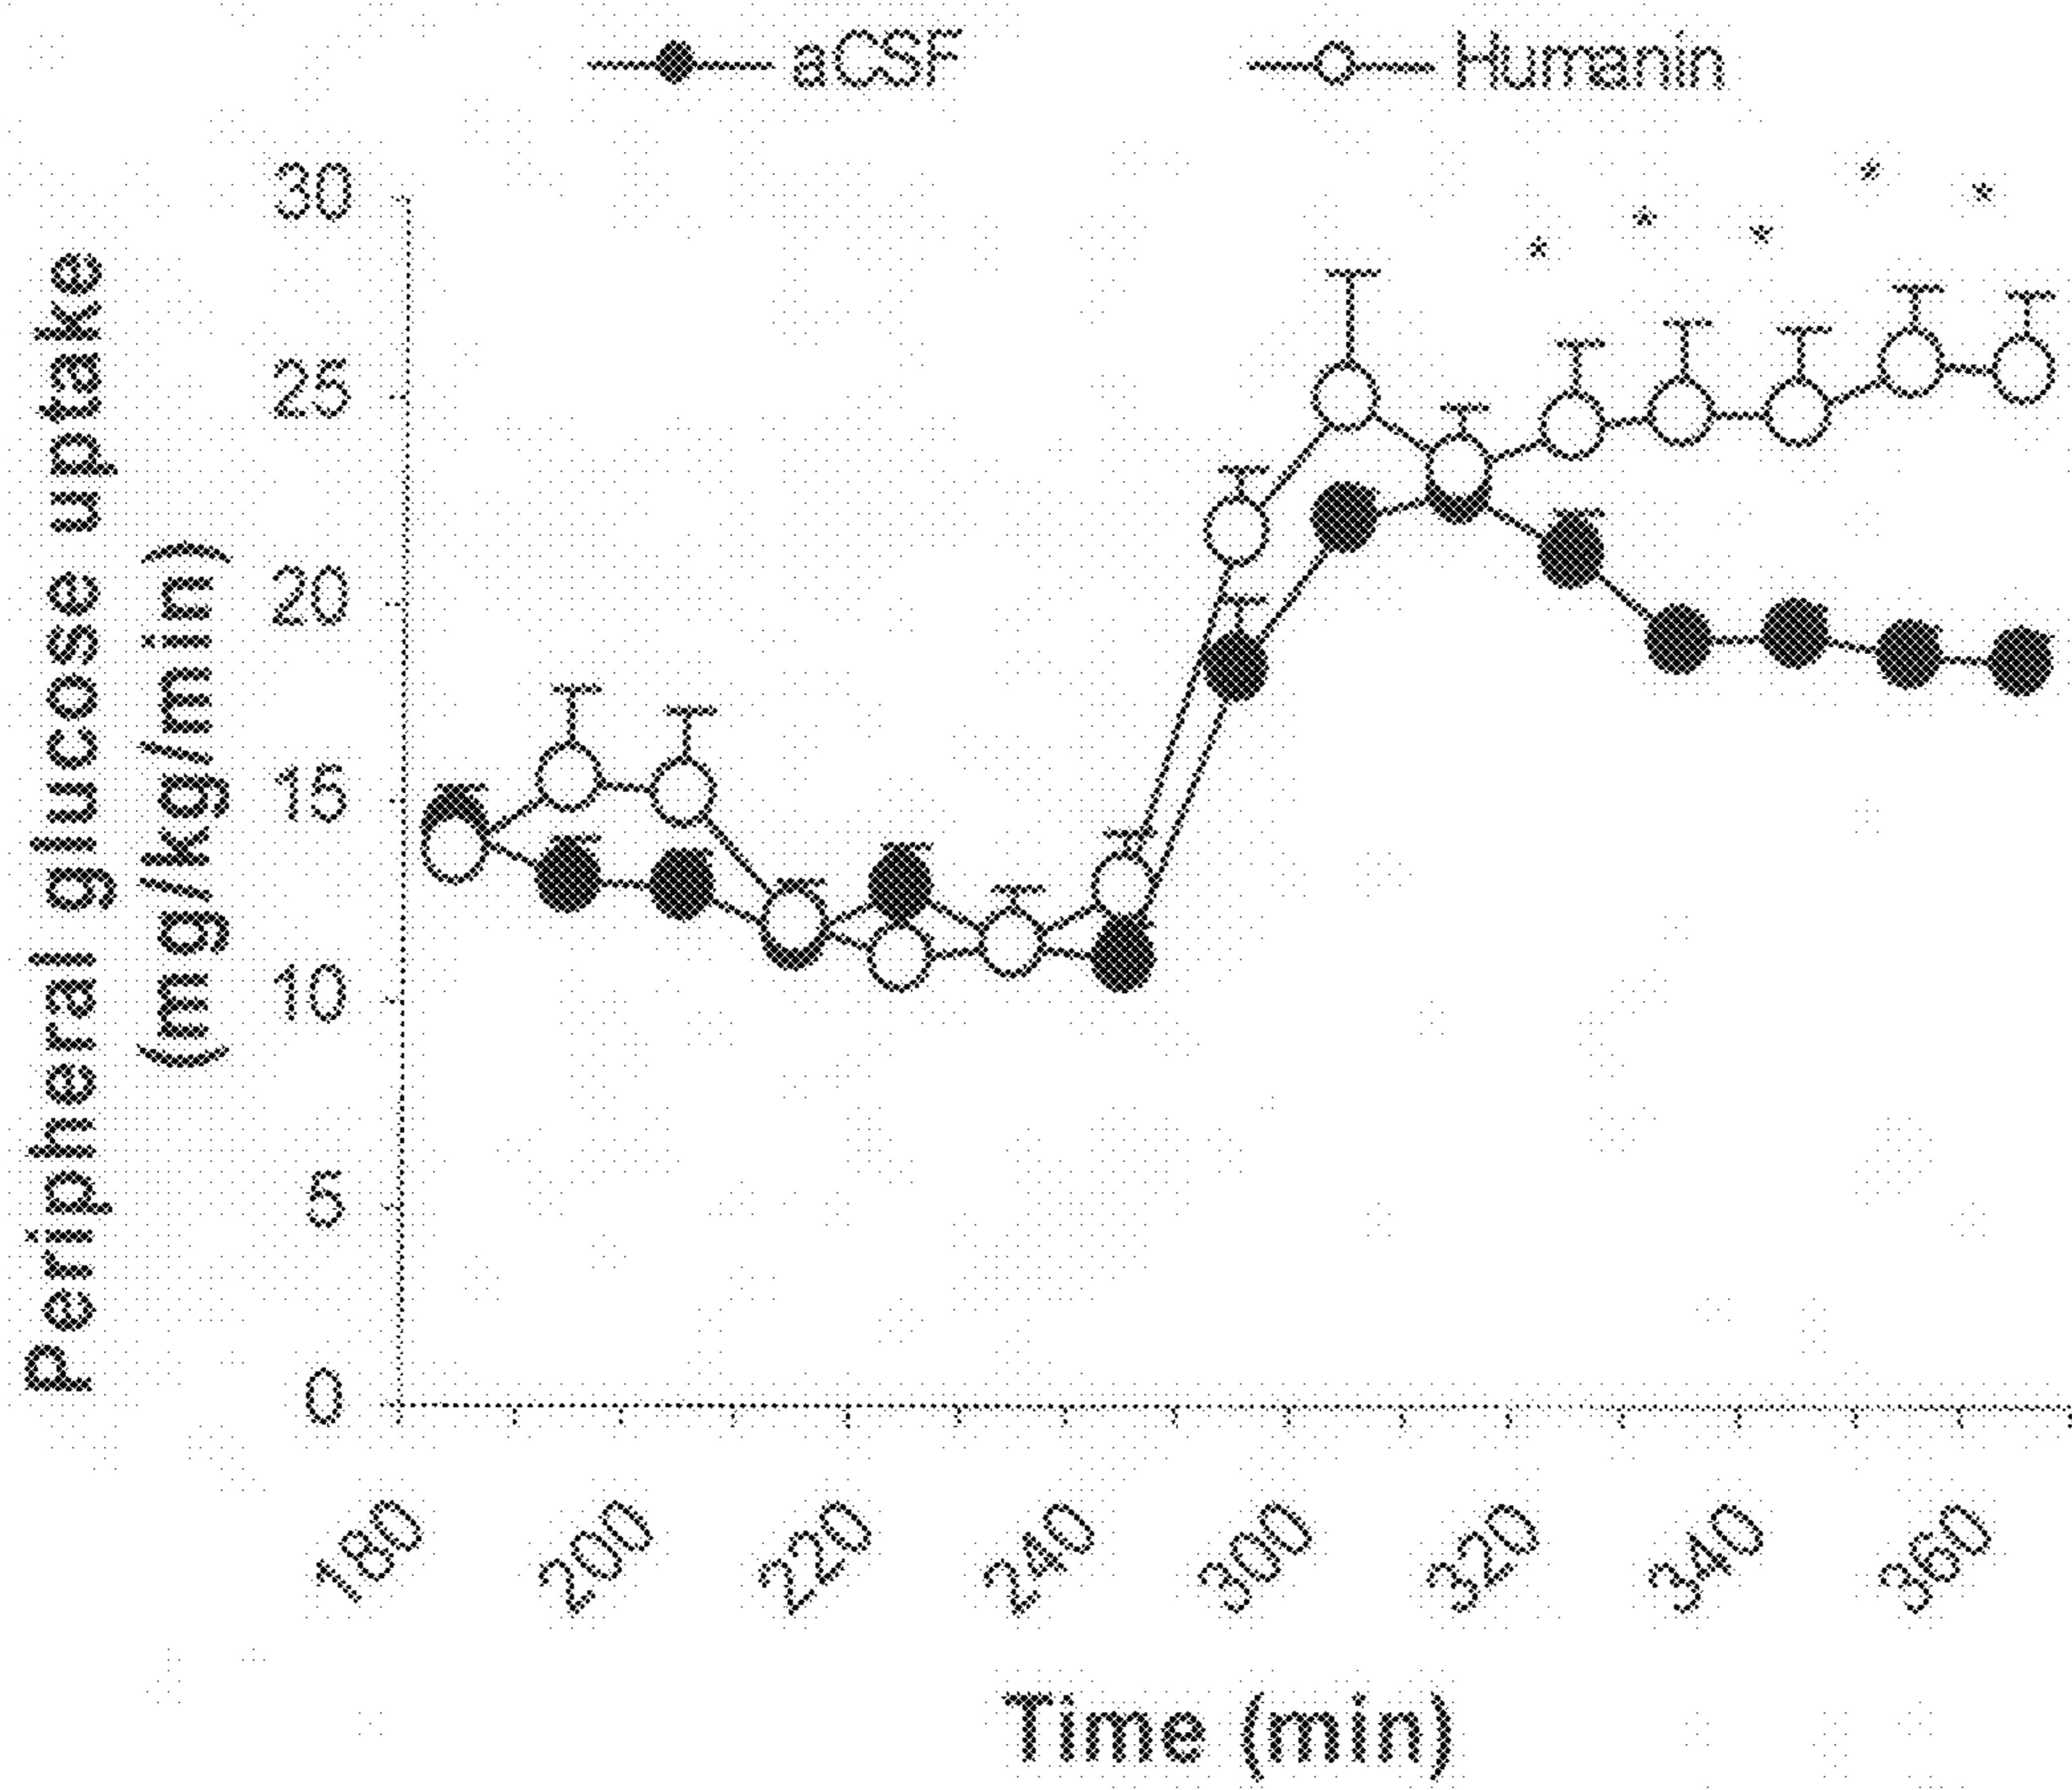 aCSF
Humanin
Peripheral glucose uptake
(mg/kg/min)
30
25
20
15
10
5
0
* * * * *
180 200 220 240 300 320 340 360
Time (min)